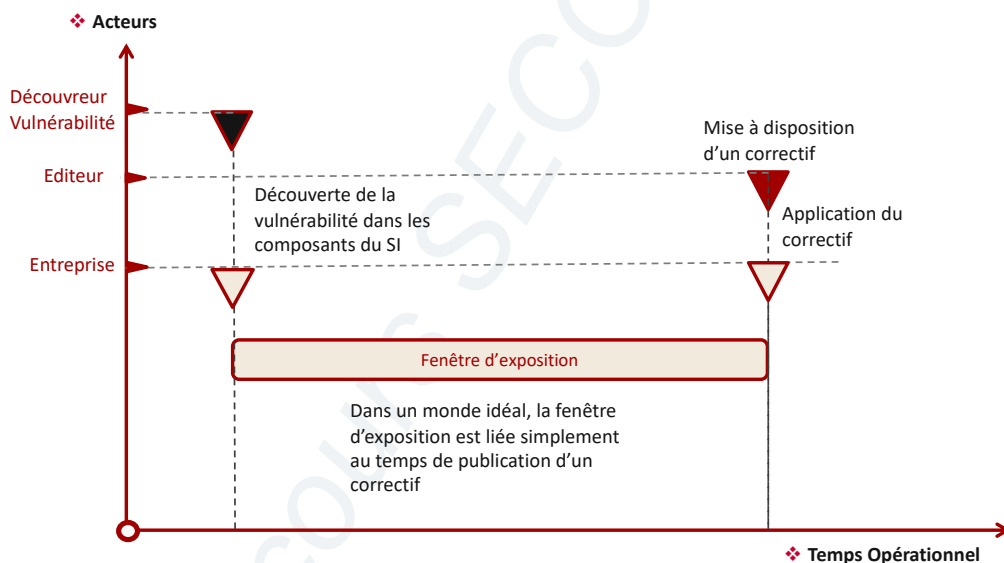 ❖ Acteurs
Découvreur
Vulnérabilité
Editeur
Entreprise
Découverte de la
vulnérabilité dans les
composants du SI
Mise à disposition
d’un correctif
Application du
correctif
Fenêtre d’exposition
Dans un monde idéal, la fenêtre
d’exposition est liée simplement
au temps de publication d’un
correctif
❖ Temps Opérationnel
cours SECO